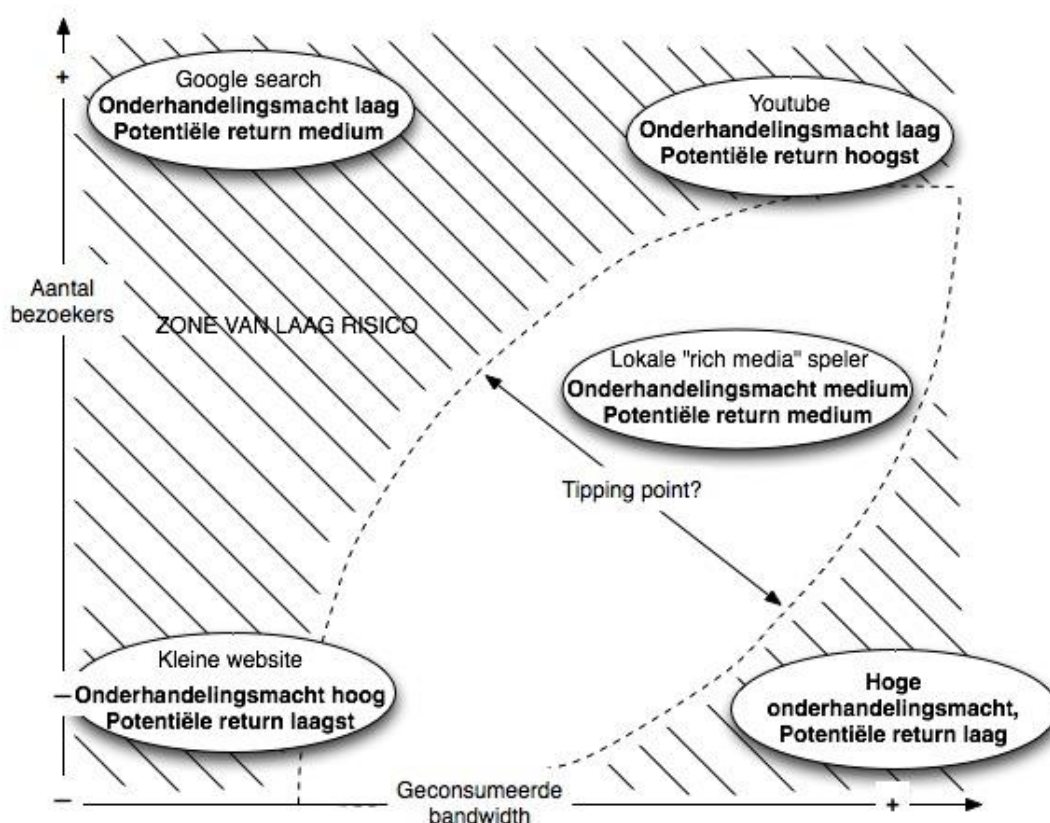 +
Google search
Onderhandelingsmacht laag
Potentiële return medium
Youtube
Onderhandelingsmacht laag
Potentiële return hoogst
Aantal
bezoekers
ZONE VAN LAAG RISICO
Lokale "rich media" speler
Onderhandelingsmacht medium
Potentiële return medium
Tipping point?
Kleine website
Onderhandelingsmacht hoog
Potentiële return laagst
Hoge
onderhandelingsmacht,
Potentiële return laag
–
–
Geconsumeerde
bandwidth
+